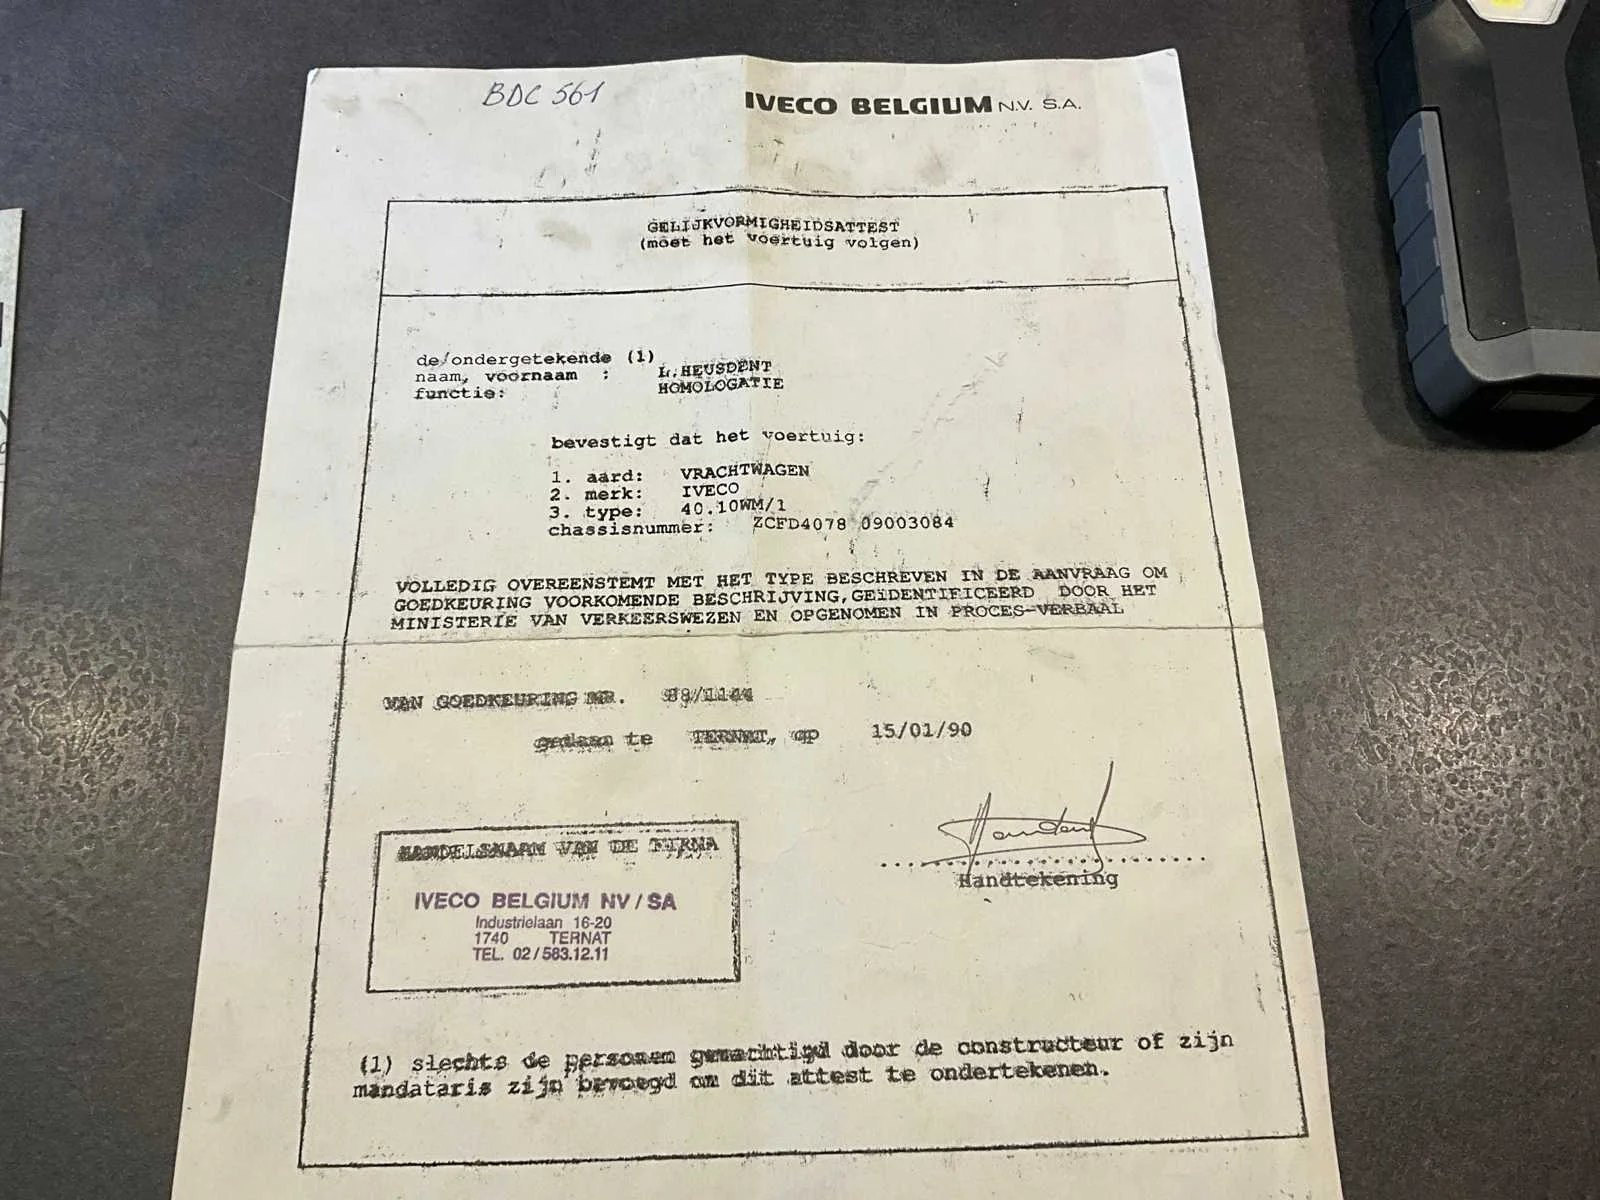 BDC 561
IVECO BELGIUM N.V. S.A.
GELIJKVORMIGHEIDSATTEST
(moet het voertuig volgen)
de/ondergetekende (1)
naam, voornaam : L.HEUSDENT
functie: HOMOLOGATIE
bevestigt dat het voertuig:
1. aard: VRACHTWAGEN
2. merk: IVECO
3. type: 40.10WM/1
chassisnummer: ZCFD4078 09003084
VOLLEDIG OVEREENSTEMT MET HET TYPE BESCHREVEN IN DE AANVRAAG OM
GOEDKEURING VOORKOMENDE BESCHRIJVING,GEïDENTIFICEERD DOOR HET
MINISTERIE VAN VERKEERSWEZEN EN OPGENOMEN IN PROCES-VERBAAL
VAN GOEDKEURING NR. 88/1144
gedaan te TERNAT, op 15/01/90
Handtekening
HANDELSNAAM VAN DE FIRMA
IVECO BELGIUM NV/SA
Industrielaan 16-20
1740 TERNAT
TEL. 02/583.12.11
(1) slechts de personen gemachtigd door de constructeur of zijn
mandataris zijn bevoegd om dit attest te ondertekenen.